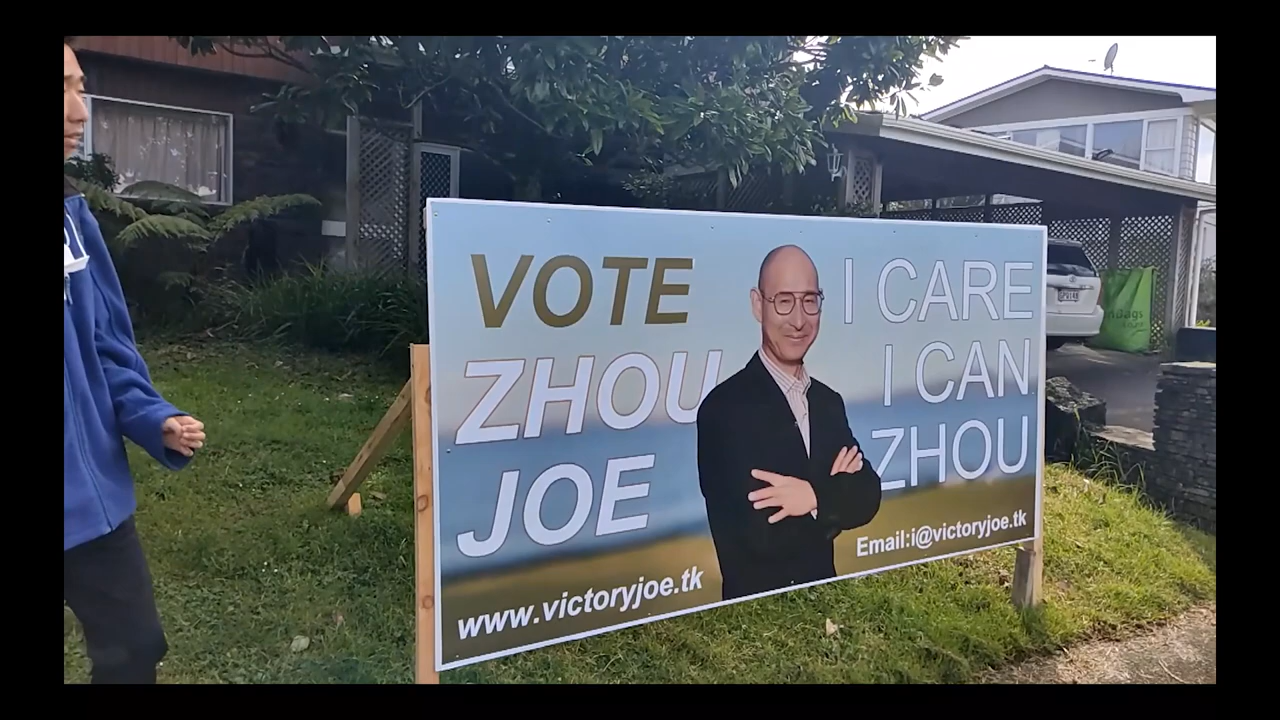 VOTE
ZHOU
JOE
www.victoryjoe.tk
I CARE
I CAN
ZHOU
Email:i@victoryjoe.tk